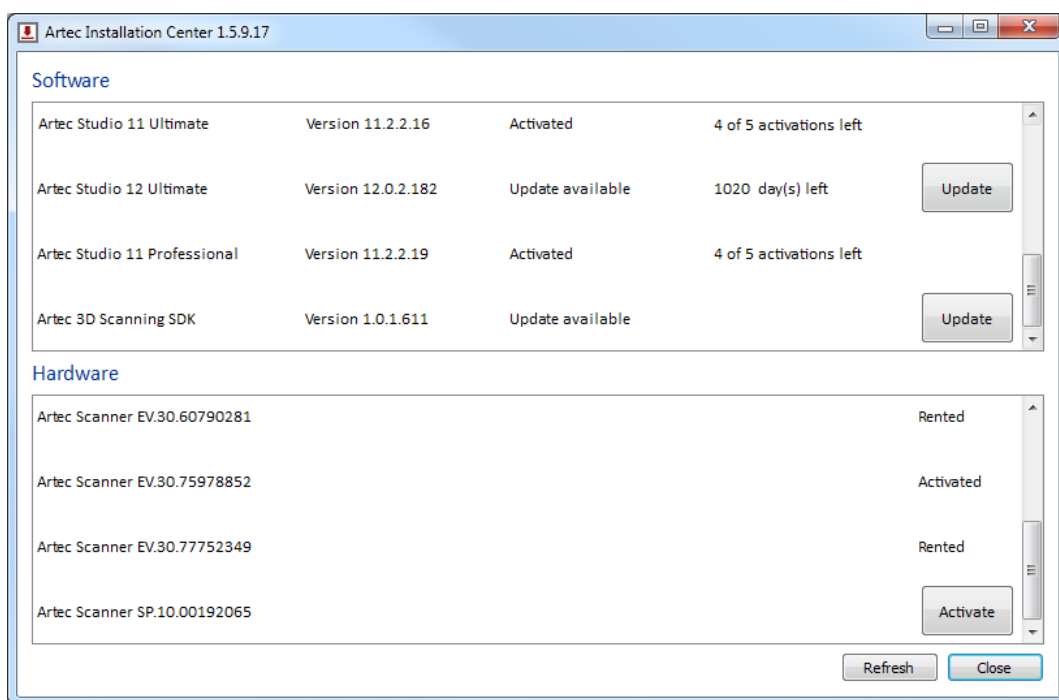 Artec Installation Center 1.5.9.17
Software
Artec Studio 11 Ultimate Version 11.2.2.16 Activated 4 of 5 activations left
Artec Studio 12 Ultimate Version 12.0.2.182 Update available 1020 day(s) left Update
Artec Studio 11 Professional Version 11.2.2.19 Activated 4 of 5 activations left
Artec 3D Scanning SDK Version 1.0.1.611 Update available Update
Hardware
Artec Scanner EV.30.60790281 Rented
Artec Scanner EV.30.75978852 Activated
Artec Scanner EV.30.77752349 Rented
Artec Scanner SP.10.00192065 Activate
Refresh Close